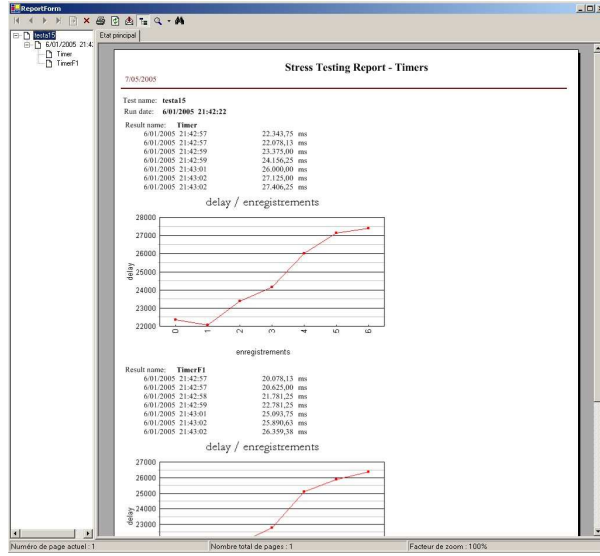 ReportForm
testa15
6/01/2005 21:4
Timer
TimerF1
Etat principal
Stress Testing Report - Timers
7/05/2005
Test name: testa15
Run date: 6/01/2005 21:42:22
Result name: Timer
6/01/2005 21:42:57 22.343,75 ms
6/01/2005 21:42:57 22.078,13 ms
6/01/2005 21:42:59 23.375,00 ms
6/01/2005 21:42:59 24.156,25 ms
6/01/2005 21:43:01 26.000,00 ms
6/01/2005 21:43:02 27.125,00 ms
6/01/2005 21:43:02 27.406,25 ms
delay / enregistrements
28000
27000
26000
25000
24000
23000
22000
delay
0 1 2 3 4 5 6
enregistrements
Result name: TimerF1
6/01/2005 21:42:57 20.078,13 ms
6/01/2005 21:42:57 20.625,00 ms
6/01/2005 21:42:58 21.781,25 ms
6/01/2005 21:42:59 22.781,25 ms
6/01/2005 21:43:01 25.093,75 ms
6/01/2005 21:43:02 25.890,63 ms
6/01/2005 21:43:02 26.359,38 ms
delay / enregistrements
27000
26000
25000
24000
23000
delay
Numéro de page actuel : 1 Nombre total de pages : 1 Facteur de zoom : 100%